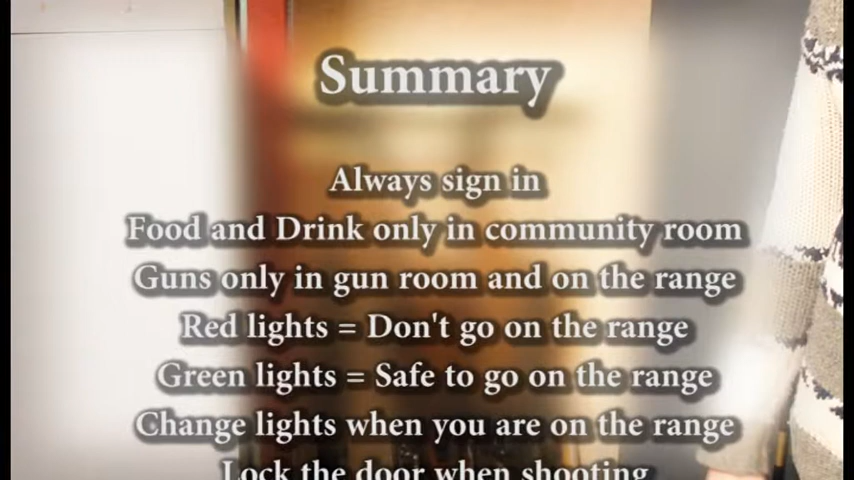 Summary
Always sign in
Food and Drink only in community room
Guns only in gun room and on the range
Red lights = Don't go on the range
Green lights = Safe to go on the range
Change lights when you are on the range
Lock the door when shooting